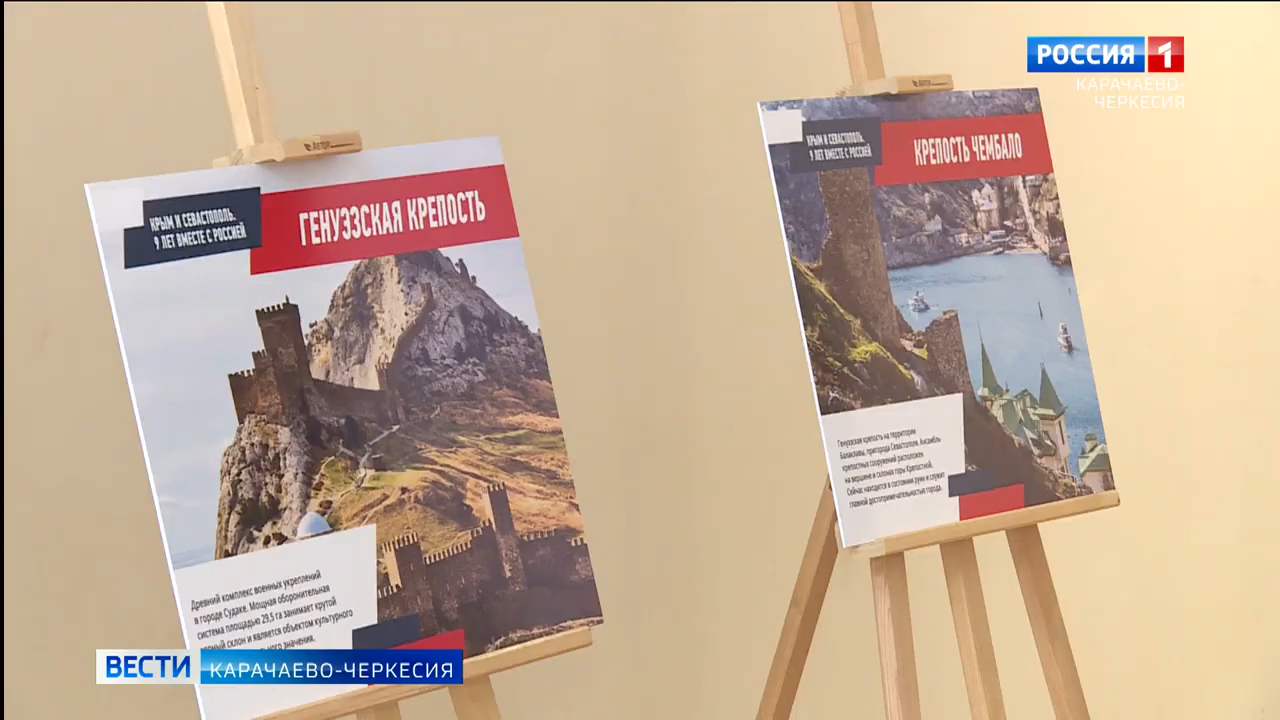 РОССИЯ 1
КАРАЧАЕВО-
ЧЕРКЕСИЯ
КРЫМ И СЕВАСТОПОЛЬ.
9 ЛЕТ ВМЕСТЕ С РОССИЕЙ
ГЕНУЭЗСКАЯ КРЕПОСТЬ
Древний комплекс военных укреплений
в городе Судаке. Мощная оборонительная
система площадью 29,5 га занимает крутой
склон и является объектом культурного
значения.
КРЫМ И СЕВАСТОПОЛЬ.
9 ЛЕТ ВМЕСТЕ С РОССИЕЙ
КРЕПОСТЬ ЧЕМБАЛО
Генуэзская крепость на территории
Балаклавы, пригорода Севастополя. Ансамбль
крепостных сооружений расположен
на вершине и склонах горы Крепостной.
Сейчас находится в состоянии руин и служит
главной достопримечательностью города.
ВЕСТИ КАРАЧАЕВО-ЧЕРКЕСИЯ